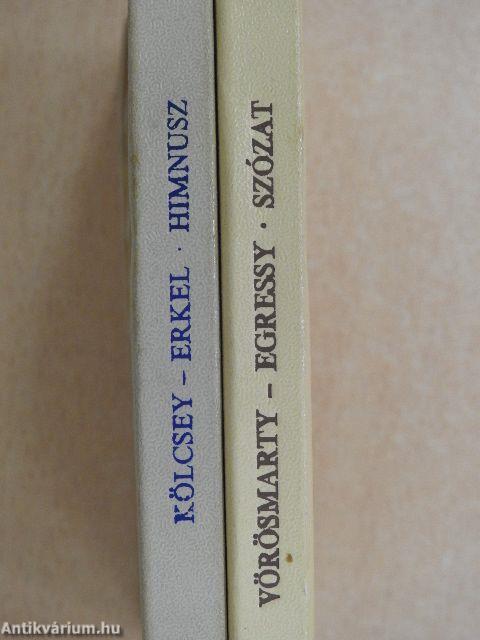 KÖLCSEY – ERKEL · HIMNUSZ
VÖRÖSMARTY – EGRESSY · SZÓZAT
Antikvárium.hu